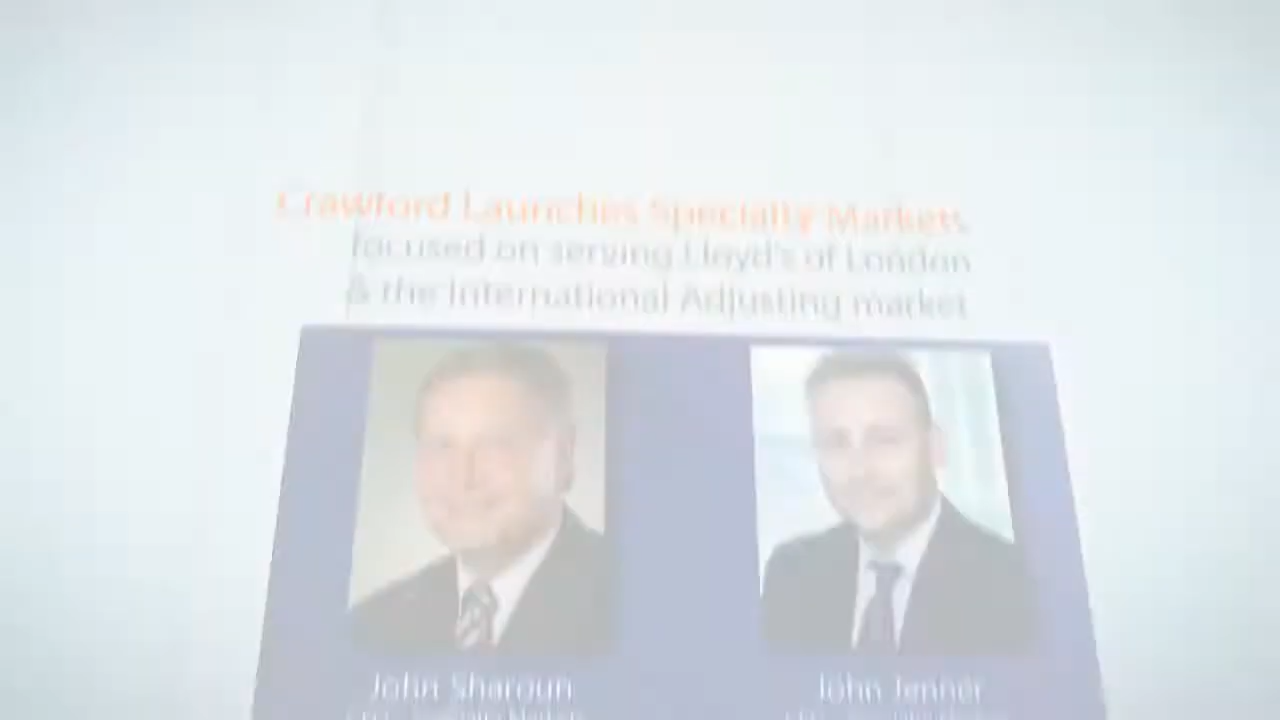 Crawford Launches Specialty Markets
focused on serving Lloyd's of London
& the International Adjusting market
John Sharoun
John Jenner